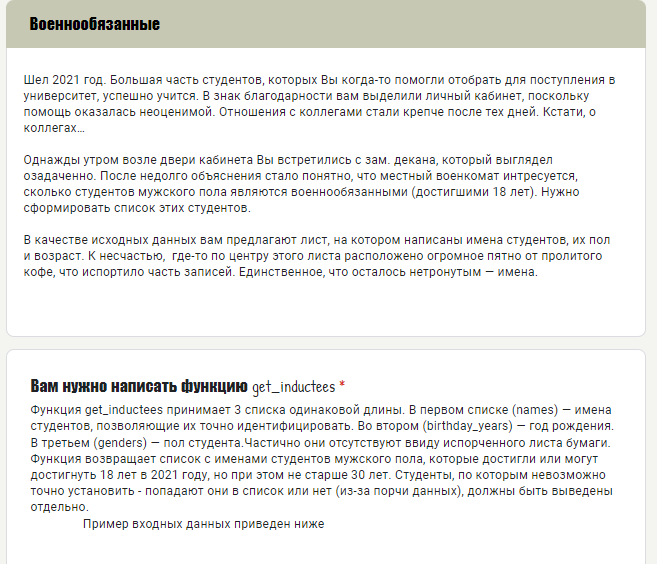 Военнообязанные
Шел 2021 год. Большая часть студентов, которых Вы когда-то помогли отобрать для поступления в
университет, успешно учится. В знак благодарности вам выделили личный кабинет, поскольку
помощь оказалась неоценимой. Отношения с коллегами стали крепче после тех дней. Кстати, о
коллегах...
Однажды утром возле двери кабинета Вы встретились с зам. декана, который выглядел
озадаченно. После недолго объяснения стало понятно, что местный военкомат интресуется,
сколько студентов мужского пола являются военнообязанными (достигшими 18 лет). Нужно
сформировать список этих студентов.
В качестве исходных данных вам предлагают лист, на котором написаны имена студентов, их пол
и возраст. К несчастью, где-то по центру этого листа расположено огромное пятно от пролитого
кофе, что испортило часть записей. Единственное, что осталось нетронутым — имена.
Вам нужно написать функцию get_inductees *
Функция get_inductees принимает 3 списка одинаковой длины. В первом списке (names) — имена
студентов, позволяющие их точно идентифицировать. Во втором (birthday_years) — год рождения.
В третьем (genders) — пол студента.Частично они отсутствуют ввиду испорченного листа бумаги.
Функция возвращает список с именами студентов мужского пола, которые достигли или могут
достигнуть 18 лет в 2021 году, но при этом не старше 30 лет. Студенты, по которым невозможно
точно установить - попадают они в список или нет (из-за порчи данных), должны быть выведены
отдельно.
Пример входных данных приведен ниже